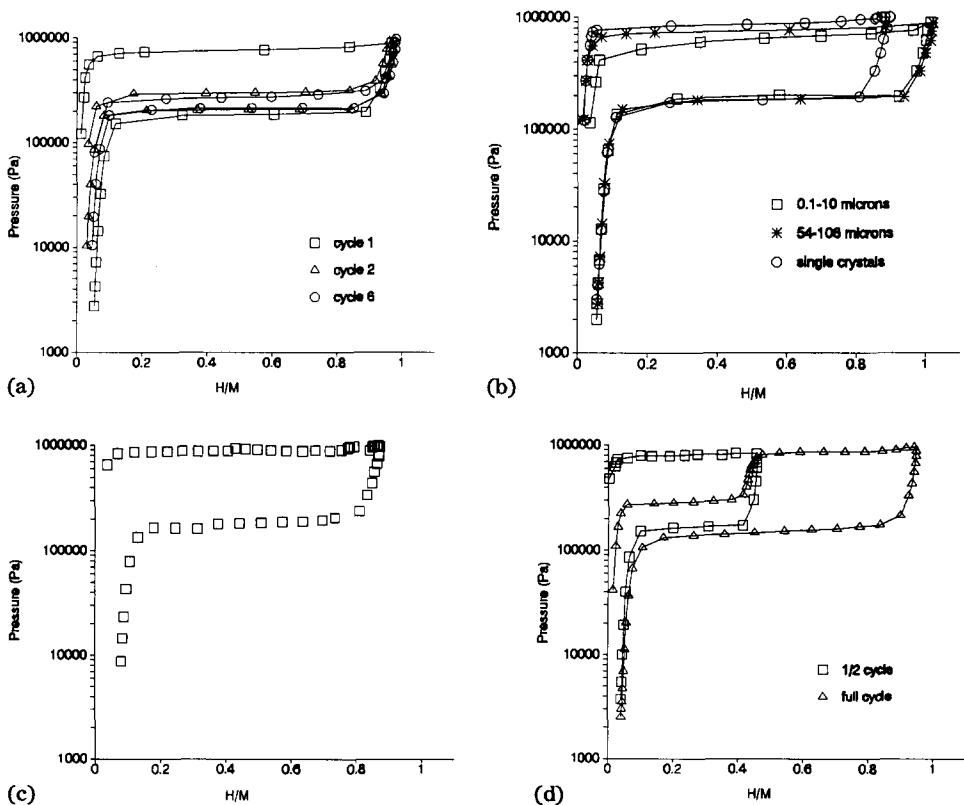 1000000
100000
10000
1000
Pressure (Pa)
0
0.2
0.4
0.6
0.8
1
H/M
cycle 1
cycle 2
cycle 6
(a)
1000000
100000
10000
1000
Pressure (Pa)
0
0.2
0.4
0.6
0.8
1
H/M
0.1-10 microns
54-106 microns
single crystals
(b)
1000000
100000
10000
1000
Pressure (Pa)
0
0.2
0.4
0.6
0.8
1
H/M
(c)
1000000
100000
10000
1000
Pressure (Pa)
0
0.2
0.4
0.6
0.8
1
H/M
1/2 cycle
full cycle
(d)